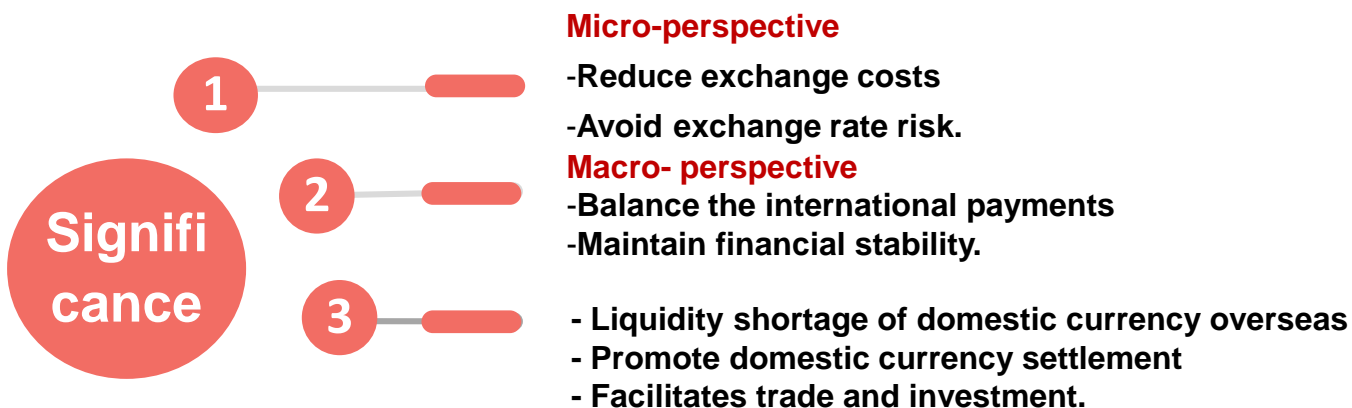 Micro-perspective
1
-Reduce exchange costs
-Avoid exchange rate risk.
Macro- perspective
2
-Balance the international payments
-Maintain financial stability.
Signifi
cance
3
- Liquidity shortage of domestic currency overseas
- Promote domestic currency settlement
- Facilitates trade and investment.